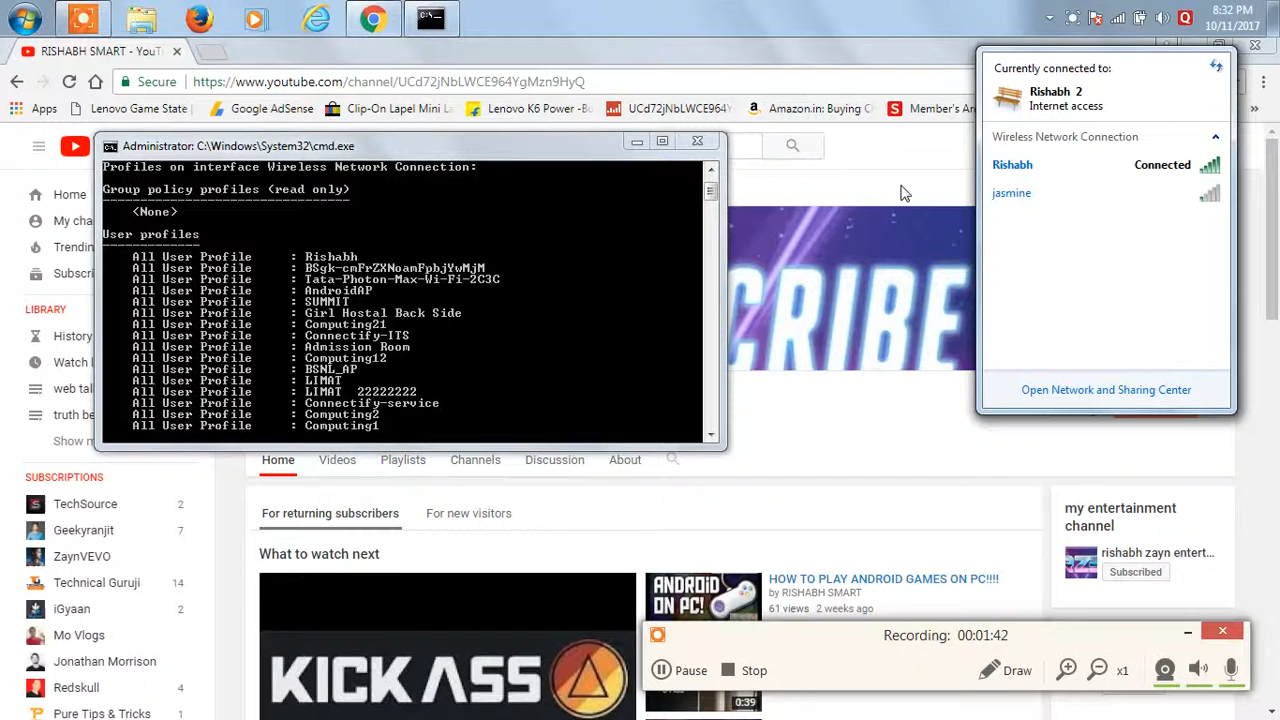 8:32 PM
10/11/2017
RISHABH SMART - YouT
Secure
https://www.youtube.com/channel/UCd72jNbLWCE964YgMzn9HyQ
Apps
Lenovo Game State
Google AdSense
Clip-On Lapel Mini La
Lenovo K6 Power - Bu
UCd72jNbLWCE973A
Amazon.in: Buying C
Member's An
Administrator: C:\Windows\System32\cmd.exe
Profiles on interface Wireless Network Connection:
Group policy profiles (read only)
---------------------------------
<None>
User profiles
-------------
All User Profile : Rishabh
All User Profile : BSgk-cmFrZXNoamFpbjYwMjM
All User Profile : Tata-Photon-Max-Wi-Fi-2C3C
All User Profile : AndroidAP
All User Profile : SUMMIT
All User Profile : Girl Hostal Back Side
All User Profile : Computing21
All User Profile : Connectify-ITS
All User Profile : Admission Room
All User Profile : Computing12
All User Profile : BSNL_AP
All User Profile : LIMAT
All User Profile : LIMAT 22222222
All User Profile : Connectify-service
All User Profile : Computing2
All User Profile : Computing1
Currently connected to:
Rishabh 2
Internet access
Wireless Network Connection
Rishabh Connected
jasmine
Open Network and Sharing Center
CRIBE
Home
My cha
Trendin
Subscri
LIBRARY
History
Watch l
web talk
truth be
Show m
SUBSCRIPTIONS
TechSource 2
Geekyranjit 7
ZaynVEVO
Technical Guruji 14
iGyaan 2
Mo Vlogs
Jonathan Morrison
Redskull
Pure Tips & Tricks 1
Home Videos Playlists Channels Discussion About
For returning subscribers
For new visitors
What to watch next
KICK ASS
ANDROID
ON PC!
0:39
HOW TO PLAY ANDROID GAMES ON PC!!!!
by RISHABH SMART
61 views 2 weeks ago
my entertainment
channel
rishabh zayn entert...
Subscribed
Recording: 00:01:42
Pause
Stop
Draw
x1